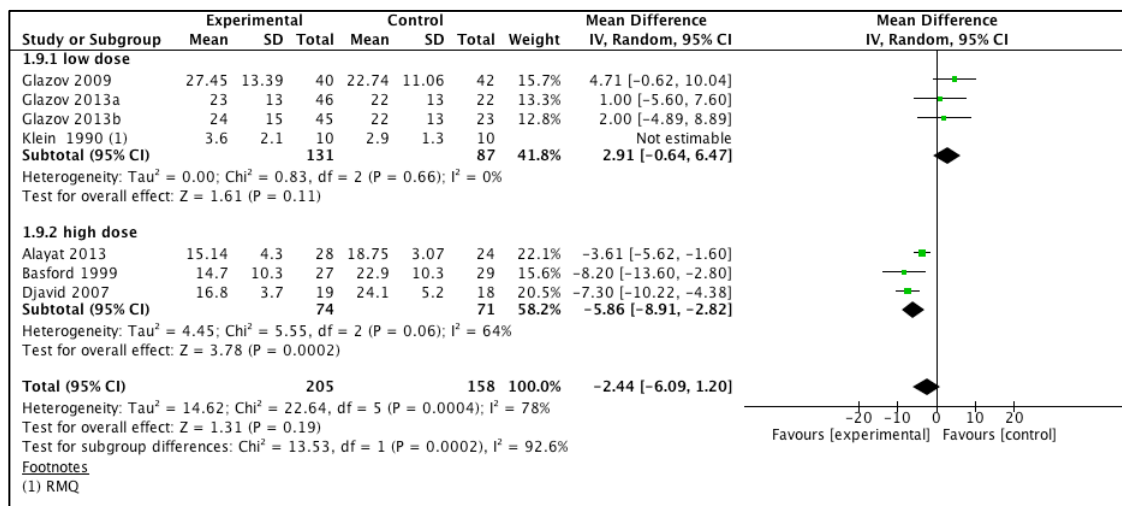 Experimental Control Mean Difference Mean Difference
Study or Subgroup Mean SD Total Mean SD Total Weight IV, Random, 95% CI IV, Random, 95% CI
1.9.1 low dose
Glazov 2009 27.45 13.39 40 22.74 11.06 42 15.7% 4.71 [-0.62, 10.04]
Glazov 2013a 23 13 46 22 13 22 13.3% 1.00 [-5.60, 7.60]
Glazov 2013b 24 15 45 22 13 23 12.8% 2.00 [-4.89, 8.89]
Klein 1990 (1) 3.6 2.1 10 2.9 1.3 10 Not estimable
Subtotal (95% CI) 131 87 41.8% 2.91 [-0.64, 6.47]
Heterogeneity: Tau² = 0.00; Chi² = 0.83, df = 2 (P = 0.66); I² = 0%
Test for overall effect: Z = 1.61 (P = 0.11)
1.9.2 high dose
Alayat 2013 15.14 4.3 28 18.75 3.07 24 22.1% -3.61 [-5.62, -1.60]
Basford 1999 14.7 10.3 27 22.9 10.3 29 15.6% -8.20 [-13.60, -2.80]
Djavid 2007 16.8 3.7 19 24.1 5.2 18 20.5% -7.30 [-10.22, -4.38]
Subtotal (95% CI) 74 71 58.2% -5.86 [-8.91, -2.82]
Heterogeneity: Tau² = 4.45; Chi² = 5.55, df = 2 (P = 0.06); I² = 64%
Test for overall effect: Z = 3.78 (P = 0.0002)
Total (95% CI) 205 158 100.0% -2.44 [-6.09, 1.20]
Heterogeneity: Tau² = 14.62; Chi² = 22.64, df = 5 (P = 0.0004); I² = 78%
Test for overall effect: Z = 1.31 (P = 0.19)
Test for subgroup differences: Chi² = 13.53, df = 1 (P = 0.0002), I² = 92.6%
-20 -10 0 10 20
Favours [experimental] Favours [control]
Footnotes
(1) RMQ